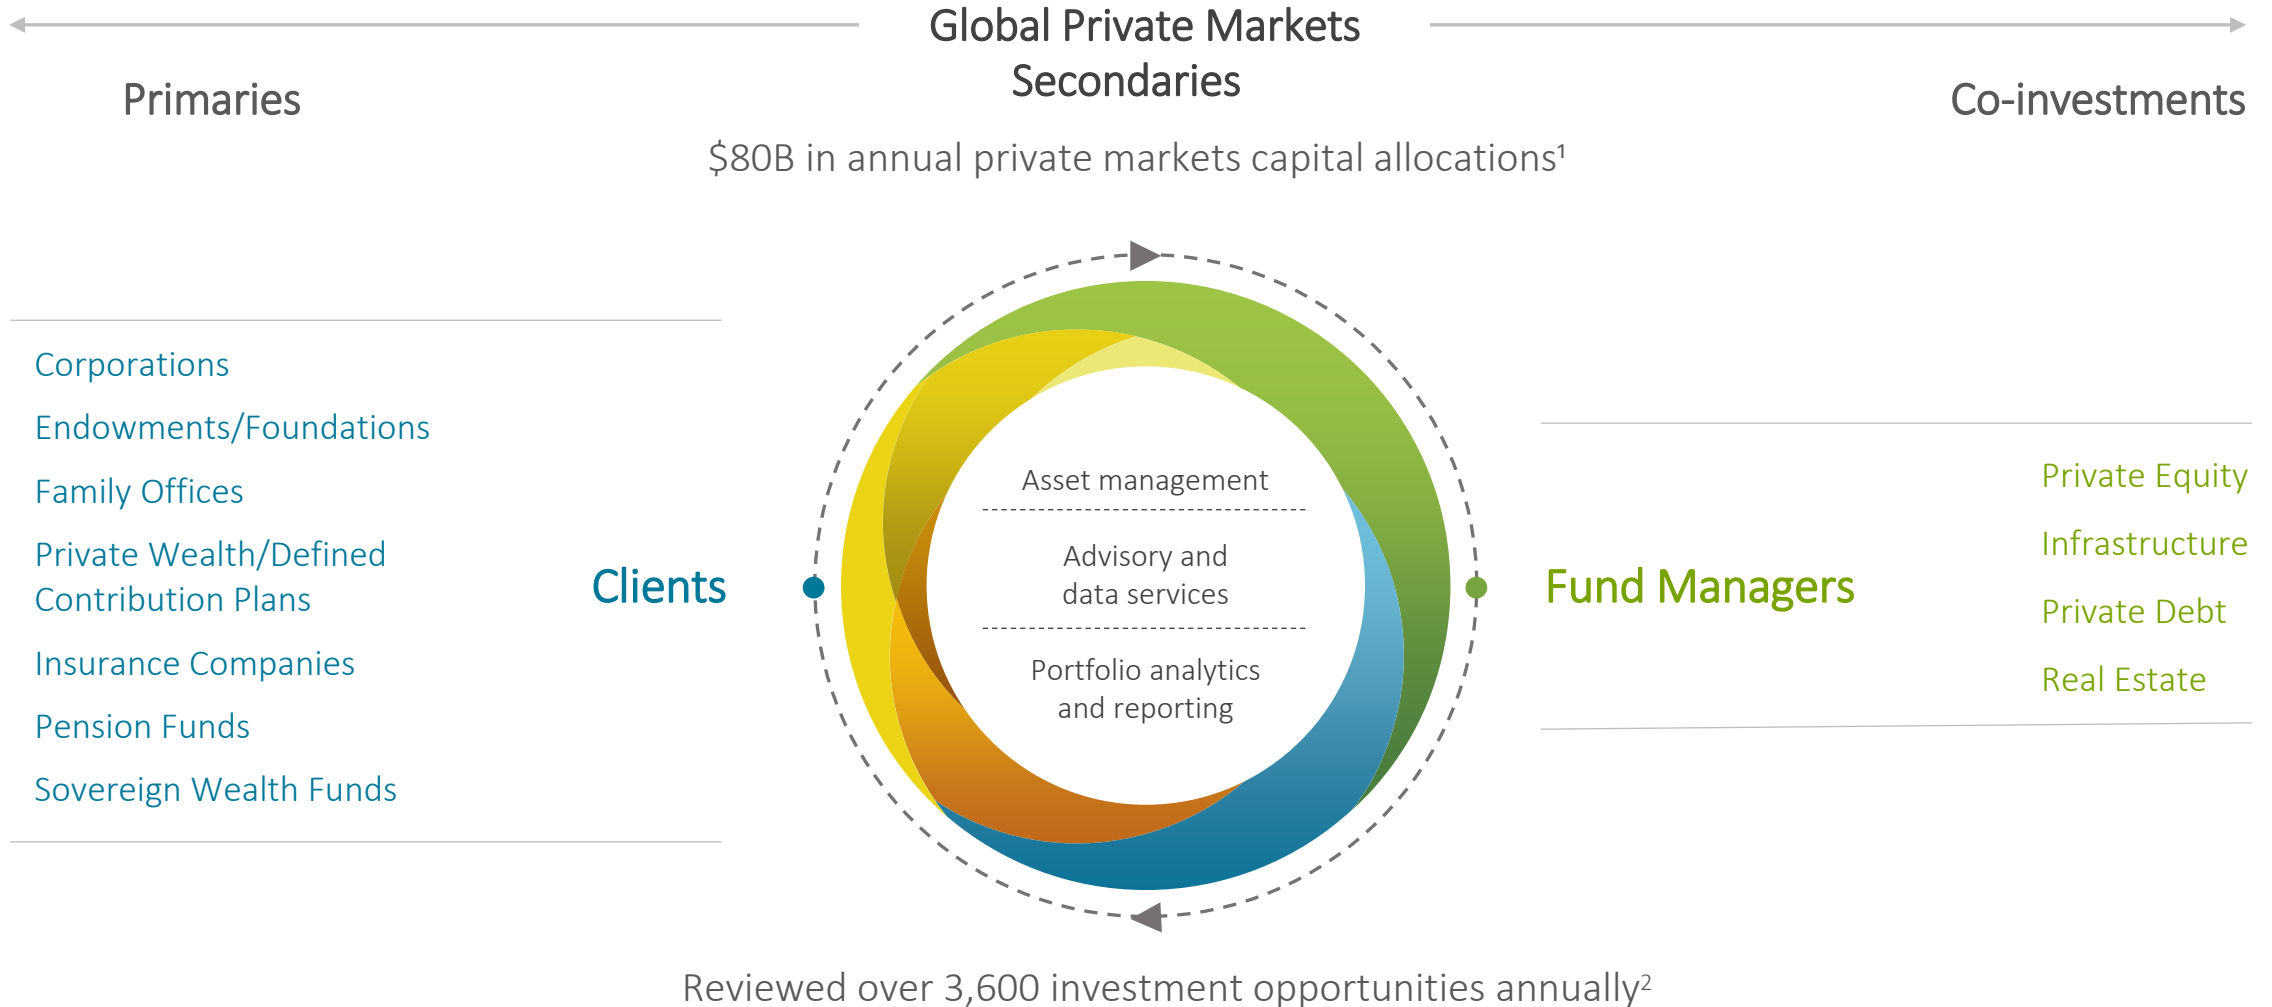 Global Private Markets
Primaries
Secondaries
Co-investments
$80B in annual private markets capital allocations¹
Corporations
Endowments/Foundations
Family Offices
Private Wealth/Defined
Contribution Plans
Insurance Companies
Pension Funds
Sovereign Wealth Funds
Clients
Asset management
Advisory and
data services
Portfolio analytics
and reporting
Fund Managers
Private Equity
Infrastructure
Private Debt
Real Estate
Reviewed over 3,600 investment opportunities annually²